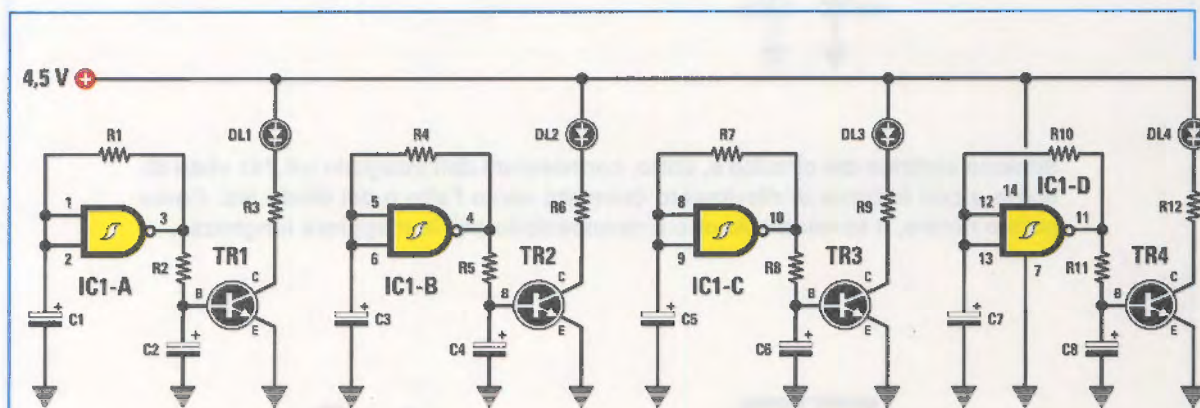 4,5 V +
R1
R4
R7
R10
DL1
DL2
DL3
DL4
R3
R6
R9
R12
14
IC1-D
1
2
3
5
6
4
8
9
10
12
13
11
7
R2
R5
R8
R11
TR1
TR2
TR3
TR4
IC1-A
IC1-B
IC1-C
B
C
E
B
C
E
B
C
E
B
C
E
C1
+
C2
+
C3
+
C4
+
C5
+
C6
+
C7
+
C8
+